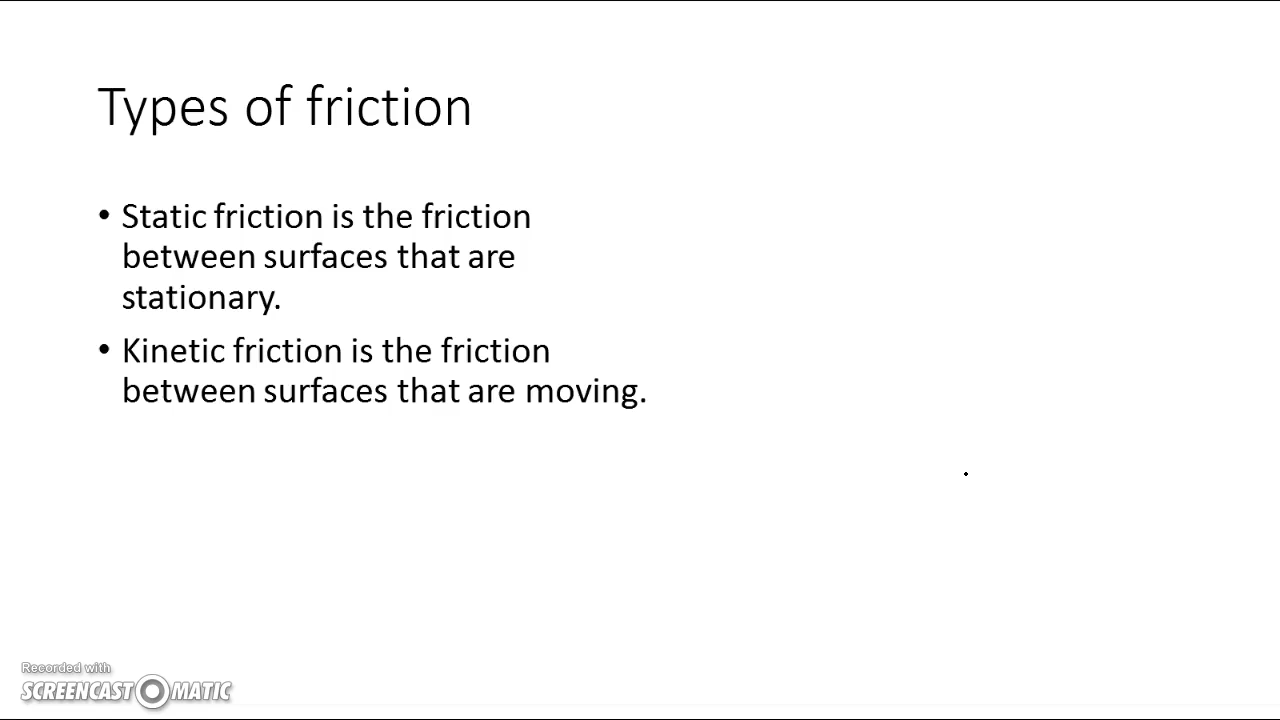 Types of friction
• Static friction is the friction
between surfaces that are
stationary.
• Kinetic friction is the friction
between surfaces that are moving.
Recorded with
SCREENCAST MATIC